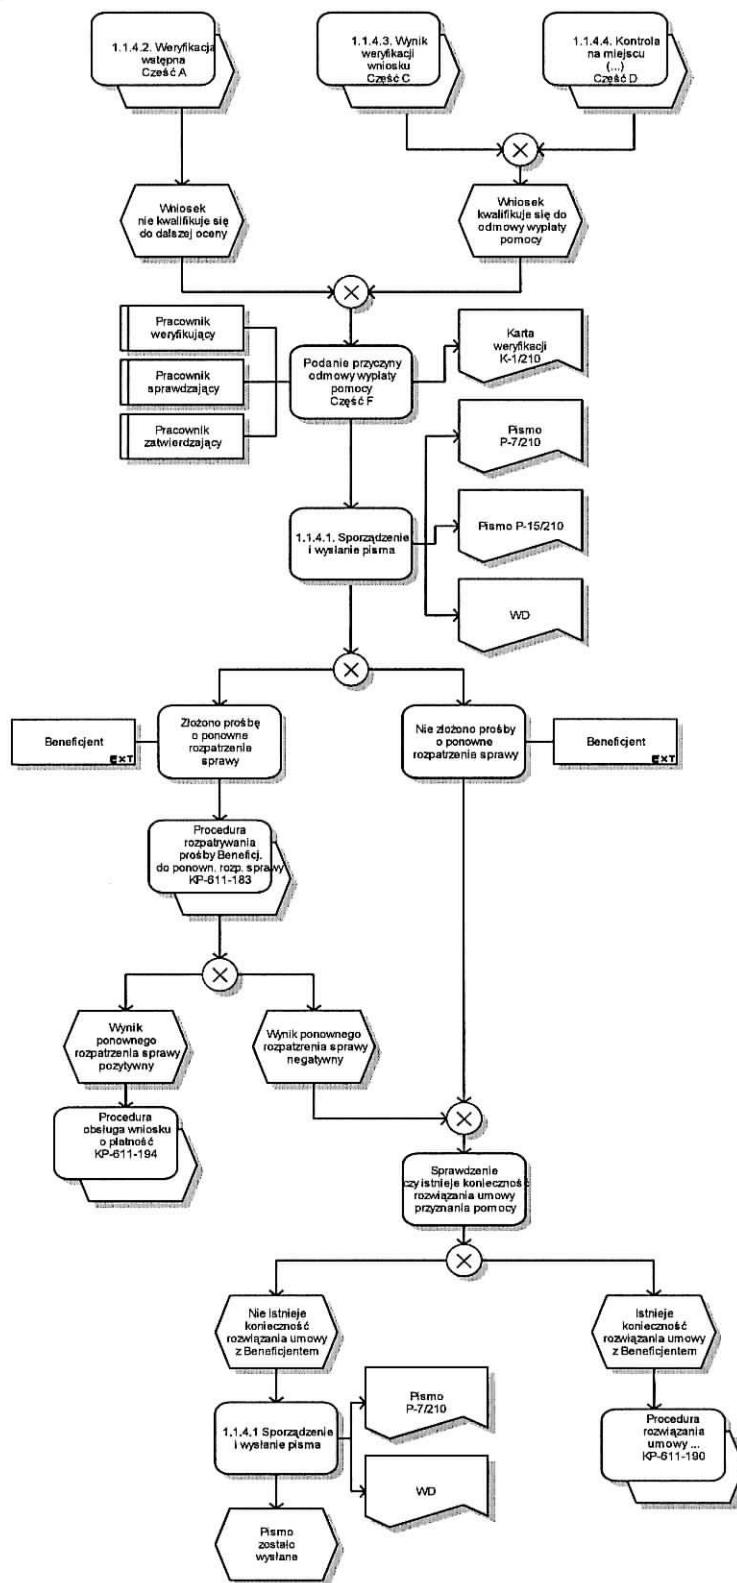 1.1.4.2. Weryfikacja
wstępna
Część A
1.1.4.3. Wynik
weryfikacji
wniosku
Część C
1.1.4.4. Kontrola
na miejscu
(...)
Część D
Wniosek
nie kwalifikuje się
do dalszej oceny
Wniosek
kwalifikuje się do
odmowy wypłaty
pomocy
Pracownik
weryfikujący
Pracownik
sprawdzający
Pracownik
zatwierdzający
Podanie przyczyny
odmowy wypłaty
pomocy
Część F
Karta
weryfikacji
K-1/210
Pismo
P-7/210
1.1.4.1. Sporządzenie
i wysłanie pisma
Pismo P-15/210
WD
Beneficjent
EXT
Złożono prośbę
o ponowne
rozpatrzenie
sprawy
Nie złożono prośby
o ponowne
rozpatrzenie sprawy
Beneficjent
EXT
Procedura
rozpatrywania
prośby Beneficj.
do ponown. rozp. sprawy
KP-611-183
Wynik
ponownego
rozpatrzenia sprawy
pozytywny
Wynik ponownego
rozpatzrenia sprawy
negatywny
Procedura
obsługa wniosku
o płatność
KP-611-194
Sprawdzenie
czy istnieje konieczność
rozwiązania umowy
przyznania pomocy
Nie Istnieje
konieczność
rozwiązania umowy
z Beneficjentem
Istnieje
konieczność
rozwiązania umowy
z Beneficjentem
1.1.4.1 Sporządzenie
i wysłanie pisma
Pismo
P-7/210
WD
Procedura
rozwiązania
umowy ...
KP-611-190
Pismo
zostało
wysłane